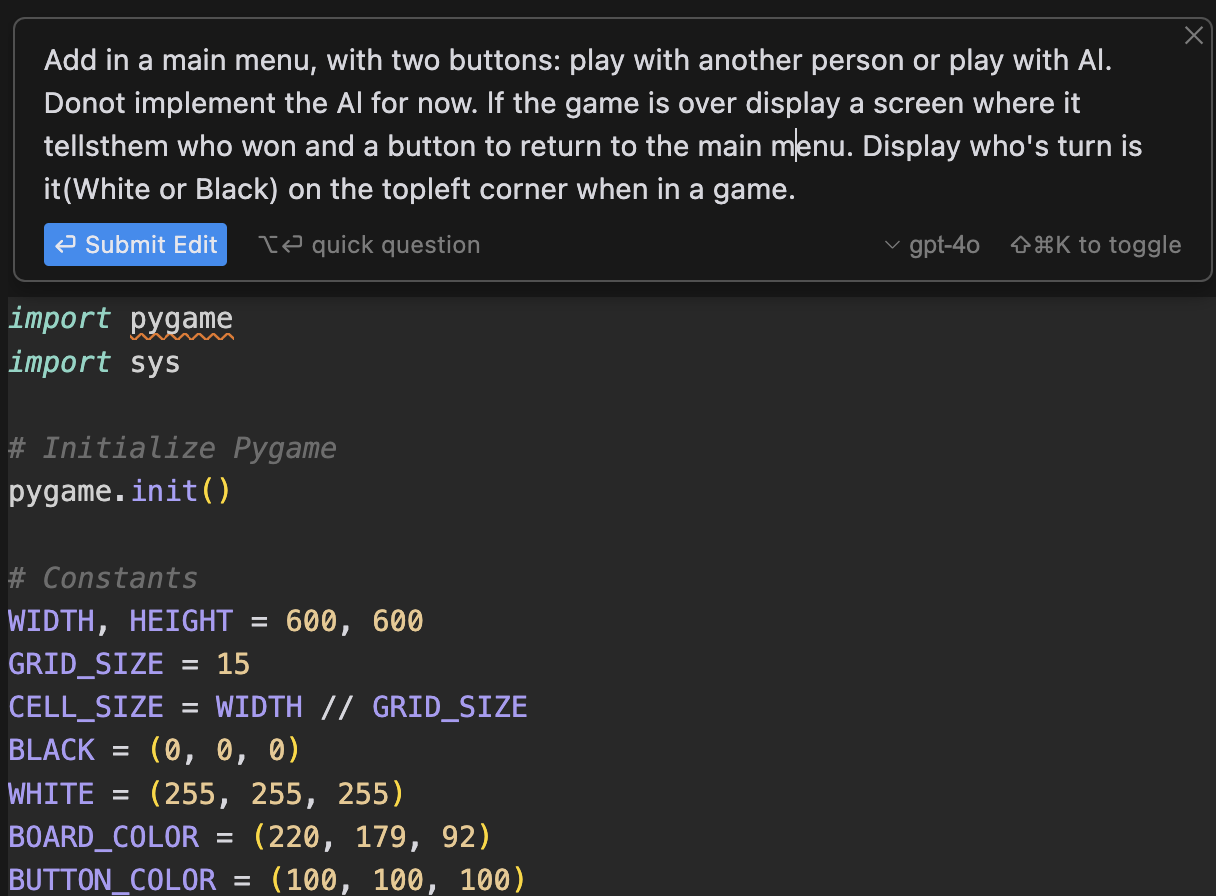 Add in a main menu, with two buttons: play with another person or play with Al.
Donot implement the Al for now. lf the game is over display a screen where it
tellsthem who won and a button to return to the main menu. Display who's turn is
it(White or Black) on the topleft corner when in a game.
Submit Edit ⌥↩ quick question gpt-4o ⇧⌘K to toggle
import pygame
import sys
# Initialize Pygame
pygame.init()
# Constants
WIDTH, HEIGHT = 600, 600
GRID_SIZE = 15
CELL_SIZE = WIDTH // GRID_SIZE
BLACK = (0, 0, 0)
WHITE = (255, 255, 255)
BOARD_COLOR = (220, 179, 92)
BUTTON_COLOR = (100, 100, 100)